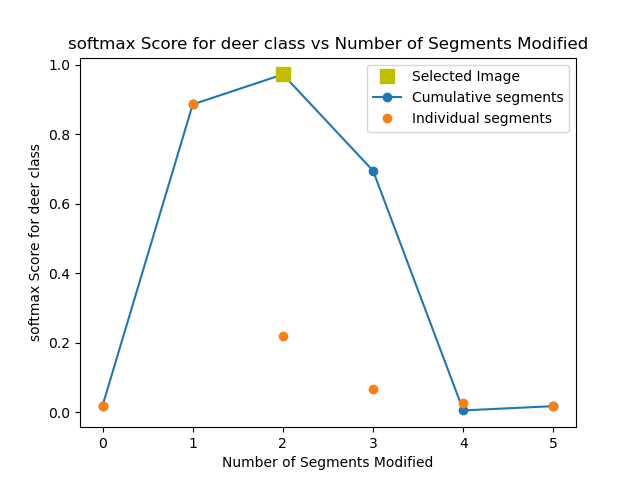 softmax Score for deer class vs Number of Segments Modified
Selected Image
Cumulative segments
Individual segments
softmax Score for deer class
1.0
0.8
0.6
0.4
0.2
0.0
0 1 2 3 4 5
Number of Segments Modified